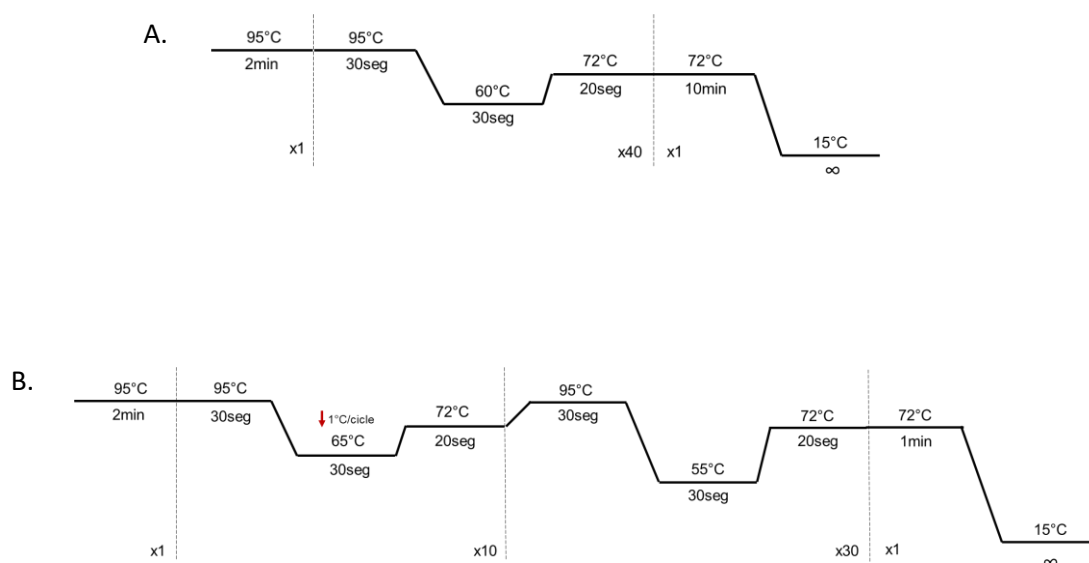 A.
95°C 95°C 72°C 72°C
2min 30seg 20seg 10min
60°C
30seg
15°C
x1 x40 x1
∞
B.
95°C 95°C 95°C
2min 30seg 30seg
1°C/cicle 72°C 72°C 72°C
20seg 20seg 1min
65°C
30seg
55°C
30seg
15°C
x1 x10 x30 x1
∞